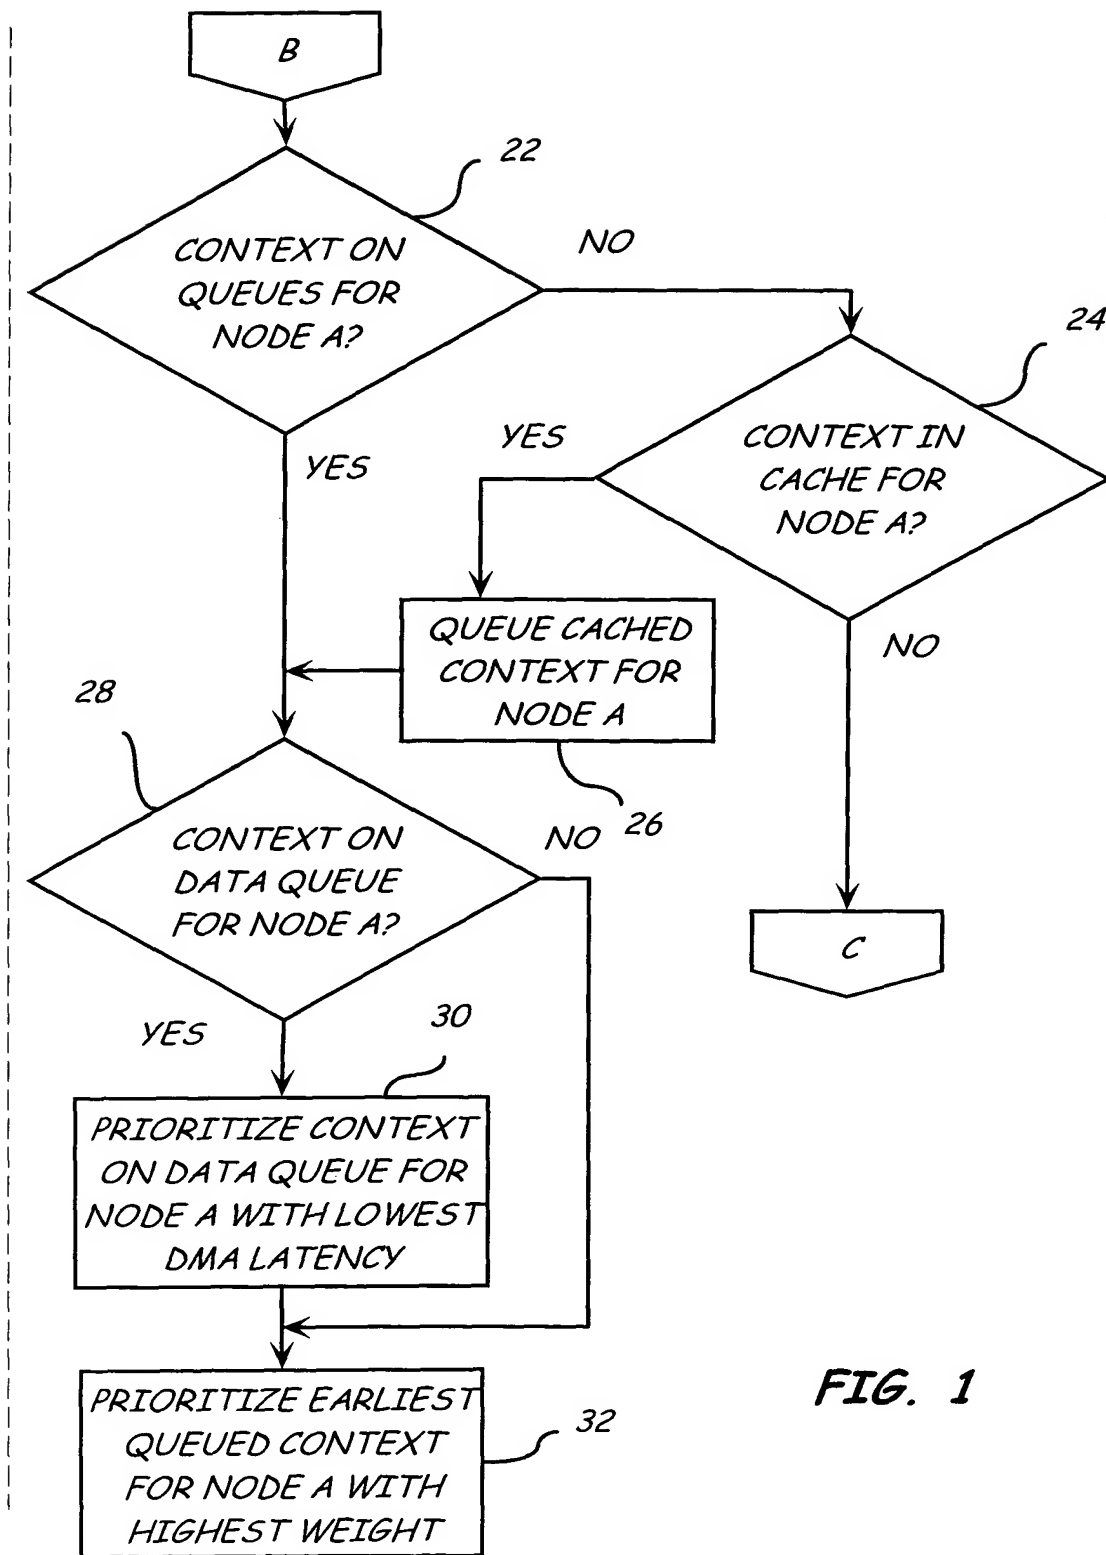 B
22
CONTEXT ON
QUEUES FOR
NODE A?
NO
YES
24
CONTEXT IN
CACHE FOR
NODE A?
YES
NO
QUEUE CACHED
CONTEXT FOR
NODE A
26
28
CONTEXT ON
DATA QUEUE
FOR NODE A?
NO
YES
C
30
PRIORITIZE CONTEXT
ON DATA QUEUE FOR
NODE A WITH LOWEST
DMA LATENCY
PRIORITIZE EARLIEST
QUEUED CONTEXT
FOR NODE A WITH
HIGHEST WEIGHT
32
FIG. 1